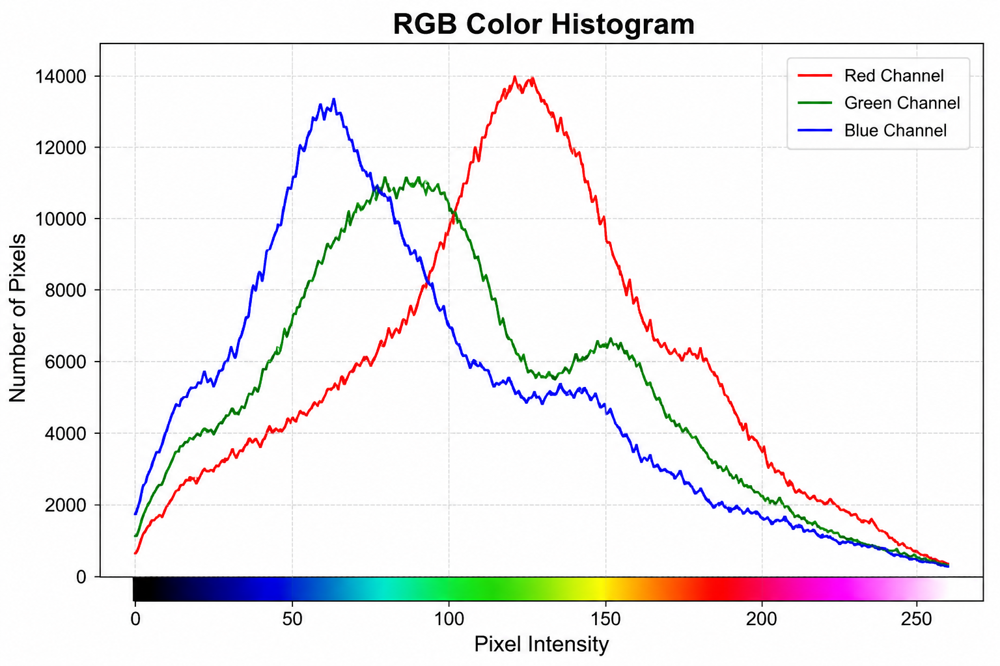 RGB Color Histogram
14000
12000
10000
8000
6000
4000
2000
0
Number of Pixels
Red Channel
Green Channel
Blue Channel
0 50 100 150 200 250
Pixel Intensity